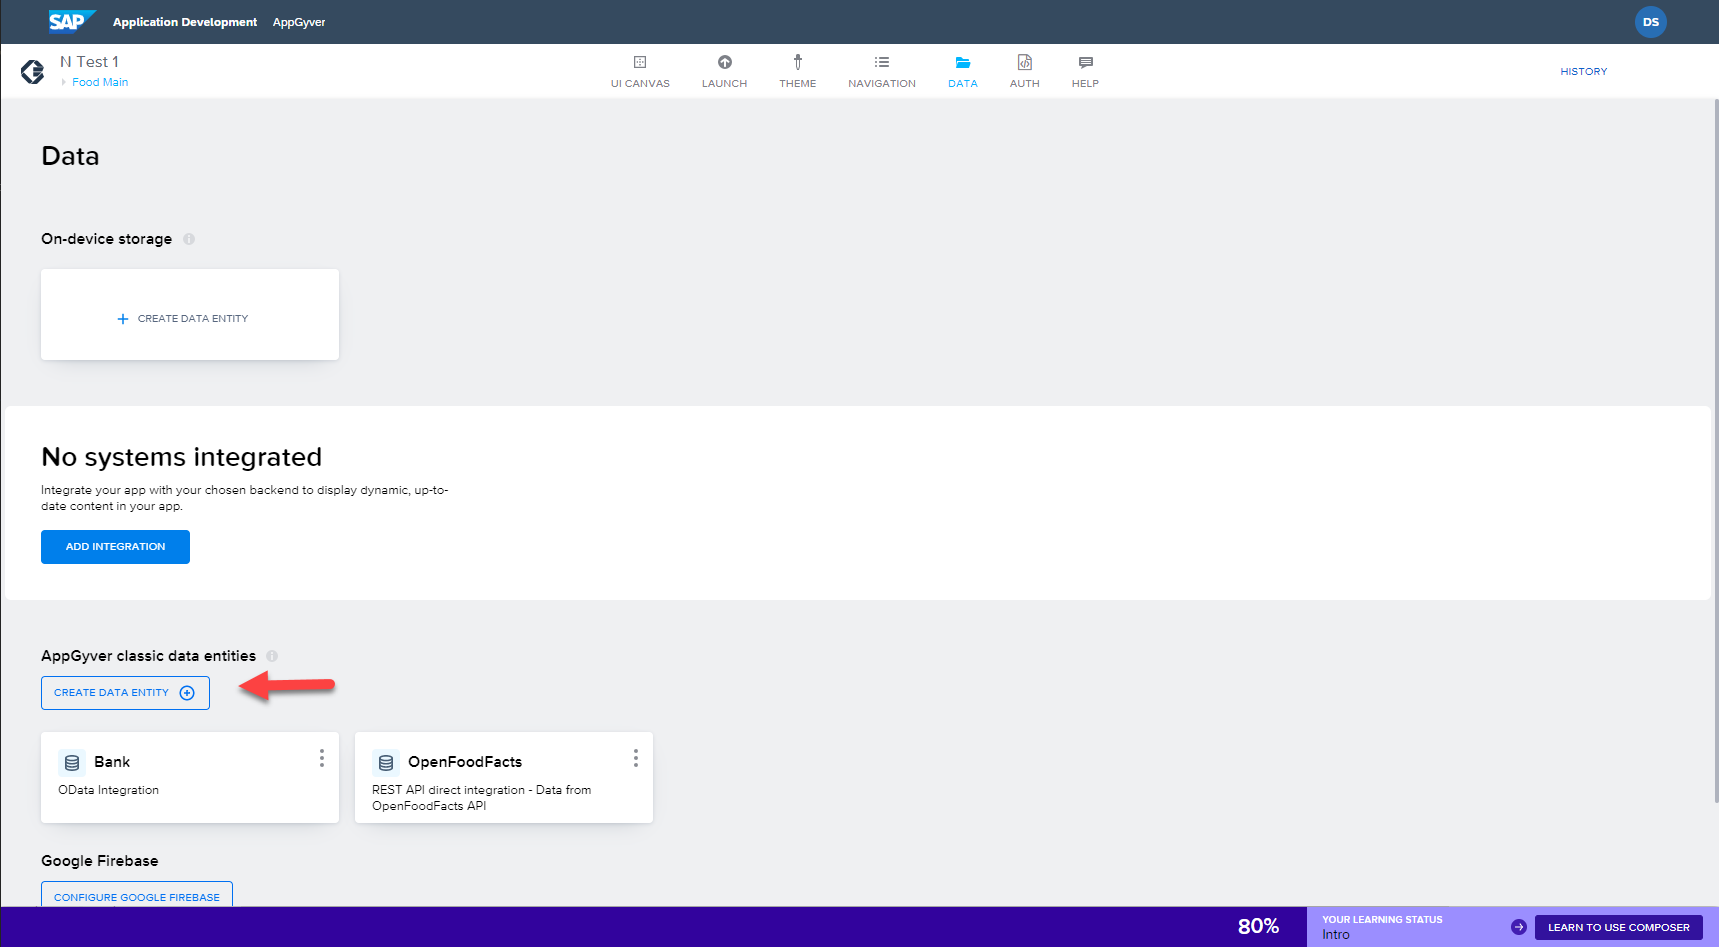 SAP Application Development AppGyver DS
N Test 1
Food Main
UI CANVAS LAUNCH THEME NAVIGATION DATA AUTH HELP
HISTORY
Data
On-device storage
CREATE DATA ENTITY
No systems integrated
Integrate your app with your chosen backend to display dynamic, up-to-
date content in your app.
ADD INTEGRATION
AppGyver classic data entities
CREATE DATA ENTITY
Bank
OData Integration
OpenFoodFacts
REST API direct integration - Data from
OpenFoodFacts API
Google Firebase
CONFIGURE GOOGLE FIREBASE
80%
YOUR LEARNING STATUS
Intro
LEARN TO USE COMPOSER